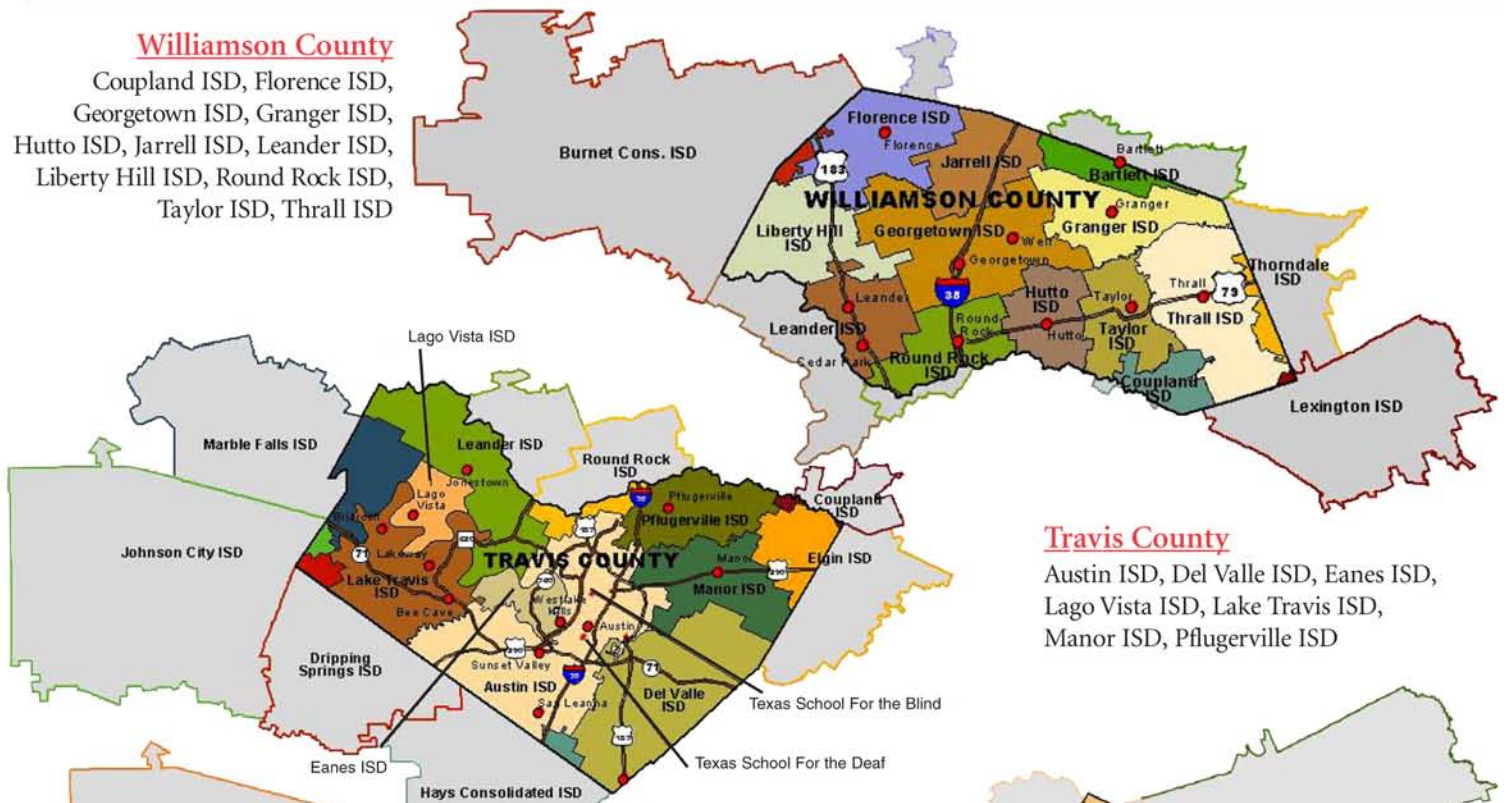 Williamson County
Coupland ISD, Florence ISD,
Georgetown ISD, Granger ISD,
Hutto ISD, Jarrell ISD, Leander ISD,
Liberty Hill ISD, Round Rock ISD,
Taylor ISD, Thrall ISD
Burnet Cons. ISD
Florence ISD
Florence
183
Jarrell ISD
Bartlett
Bartlett ISD
WILLIAMSON COUNTY
Granger
Granger ISD
Liberty Hill
ISD
Georgetown ISD
Weir
Georgetown
Thorndale
ISD
35
Leander
Leander ISD
Cedar Park
Round
Rock
Round Rock
ISD
Hutto
ISD
Hutto
Taylor
Taylor
ISD
Thrall
79
Thrall ISD
Coupland
ISD
Lexington ISD
Lago Vista ISD
Marble Falls ISD
Leander ISD
Jonestown
Round Rock
ISD
Lago
Vista
Briarcliff
Lakeway
71
620
35
Pflugerville
Pflugerville ISD
Coupland
ISD
Johnson City ISD
Lake Travis
ISD
Bee Cave
TRAVIS COUNTY
Manor
Manor ISD
290
Elgin ISD
Westlake
Hills
Austin
Dripping
Springs ISD
290
Sunset Valley
Austin ISD
35
San Leanna
71
Del Valle
ISD
Texas School For the Blind
Eanes ISD
Texas School For the Deaf
Hays Consolidated ISD
Travis County
Austin ISD, Del Valle ISD, Eanes ISD,
Lago Vista ISD, Lake Travis ISD,
Manor ISD, Pflugerville ISD